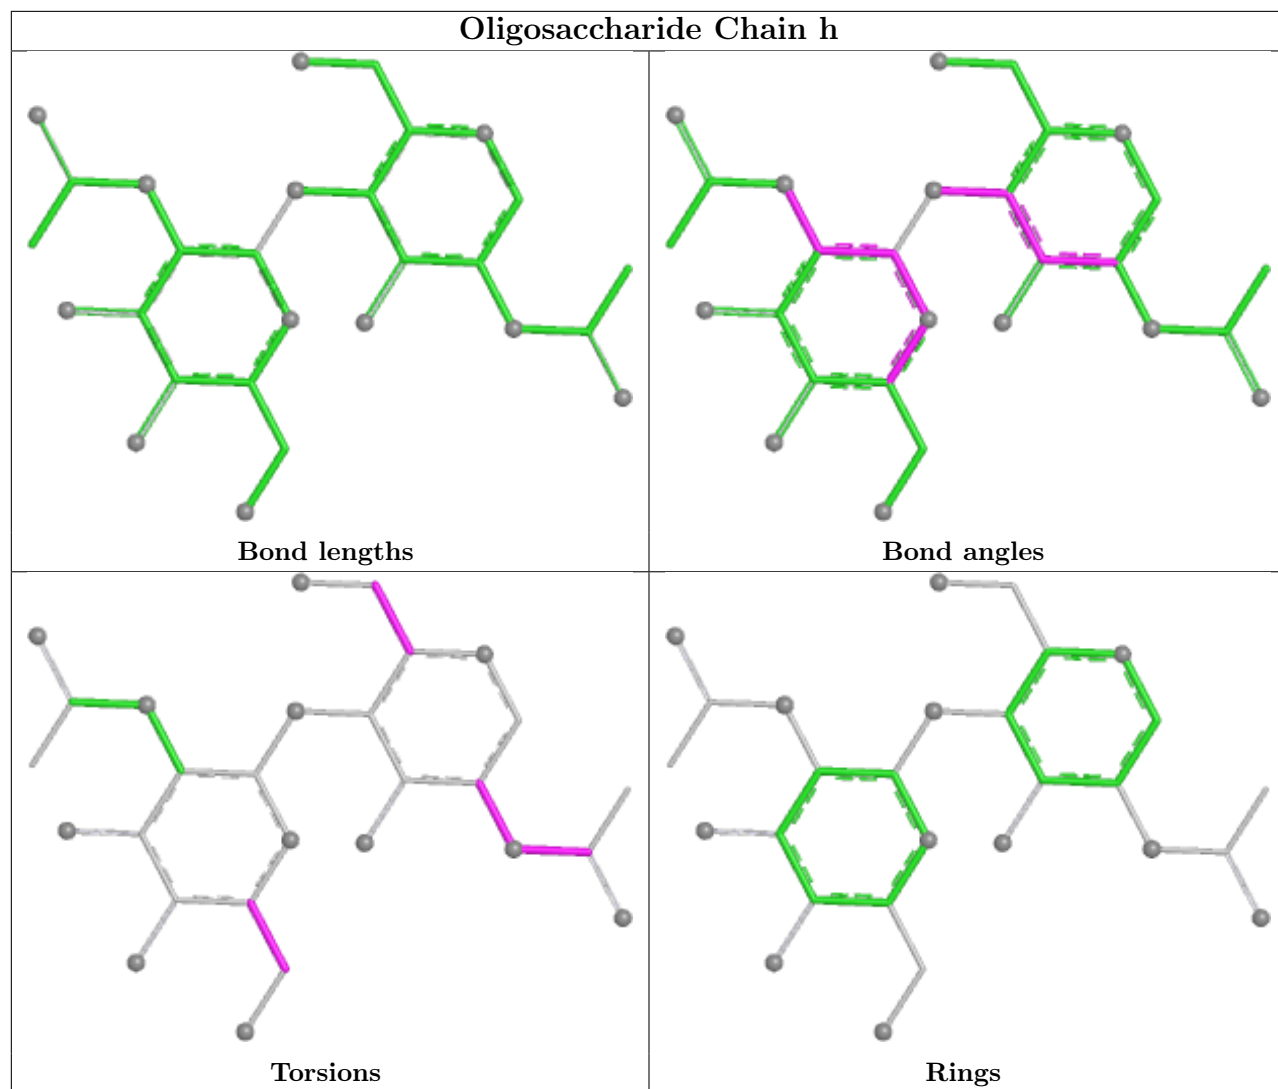 Oligosaccharide Chain h
Bond lengths
Bond angles
Torsions
Rings